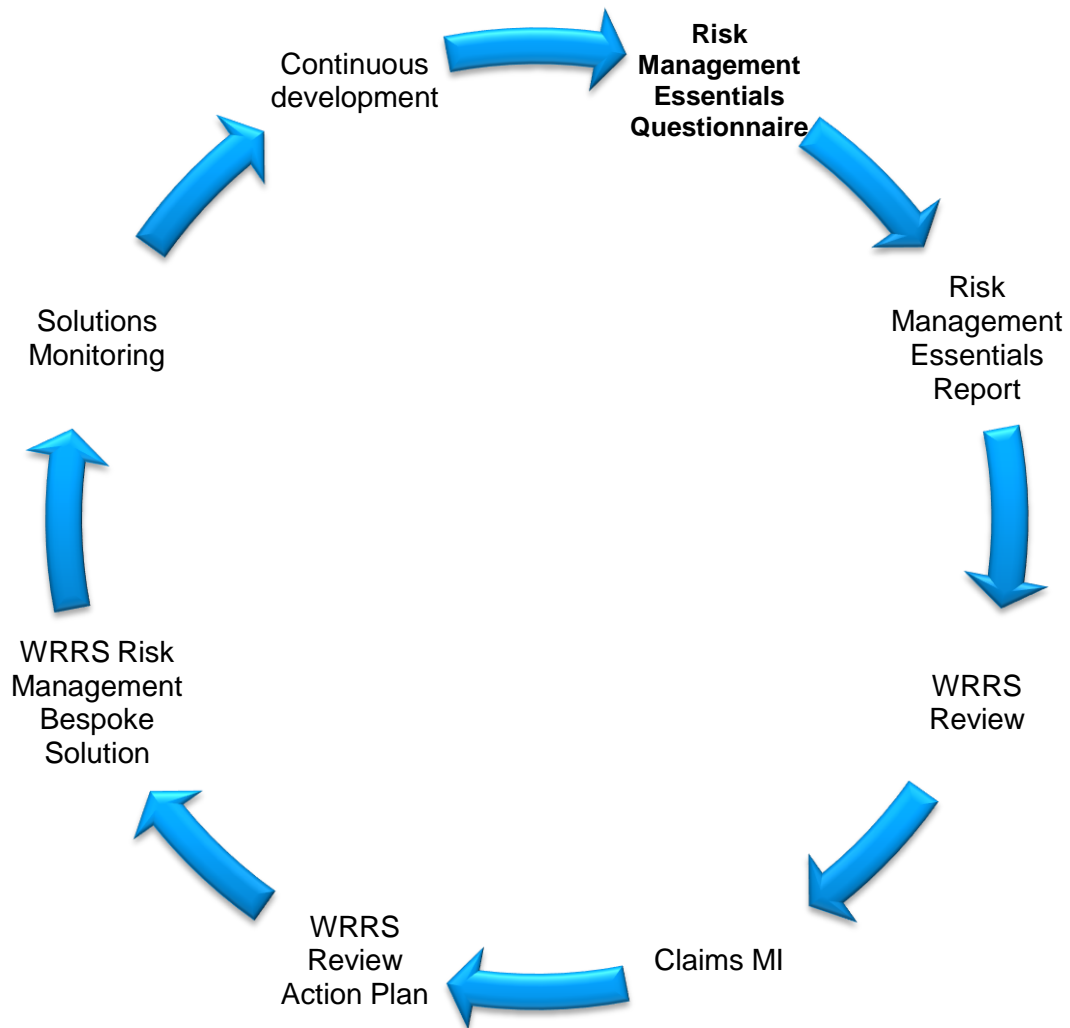 Risk
Management
Essentials
Questionnaire
Risk
Management
Essentials
Report
WRRS
Review
Claims MI
WRRS
Review
Action Plan
WRRS Risk
Management
Bespoke
Solution
Solutions
Monitoring
Continuous
development